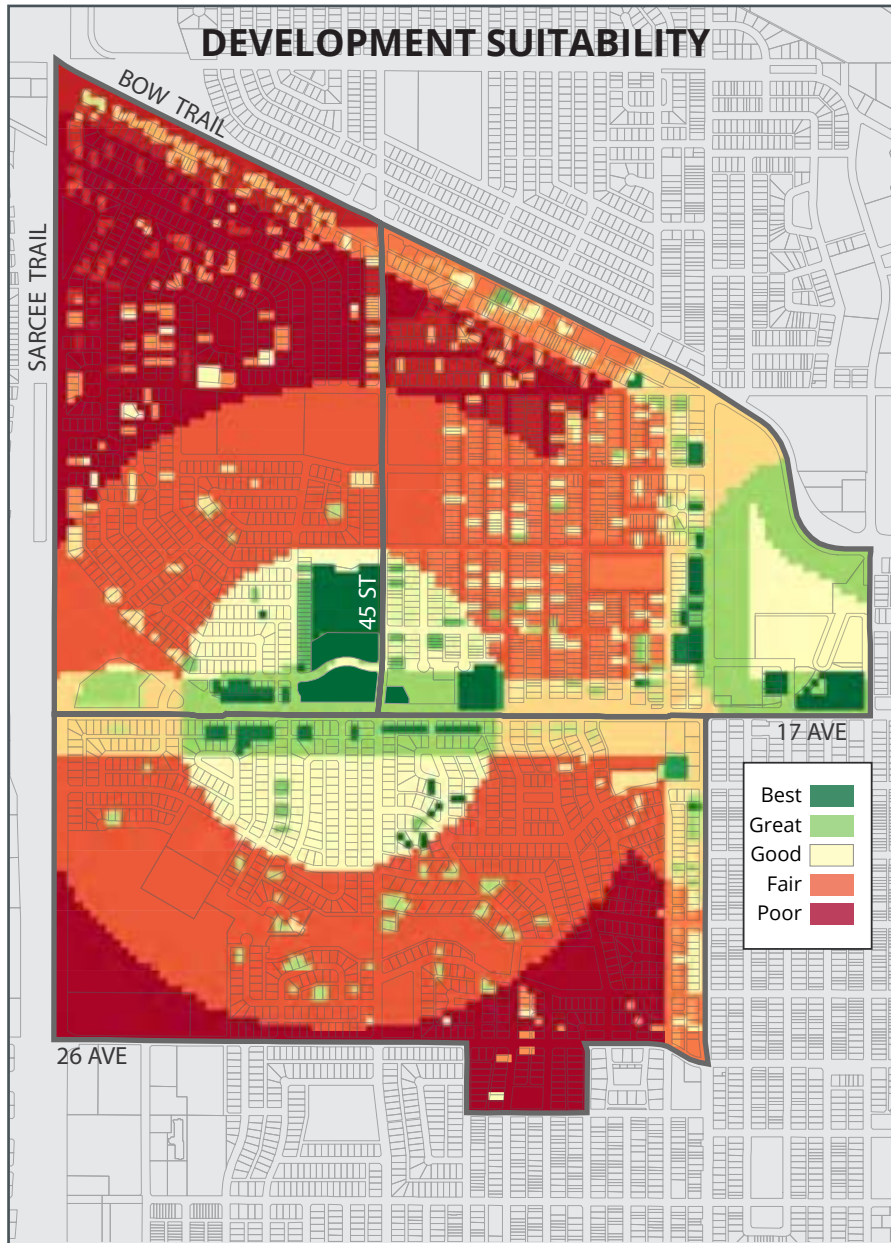 DEVELOPMENT SUITABILITY
BOW TRAIL
SARCEE TRAIL
45 ST
17 AVE
Best
Great
Good
Fair
Poor
26 AVE